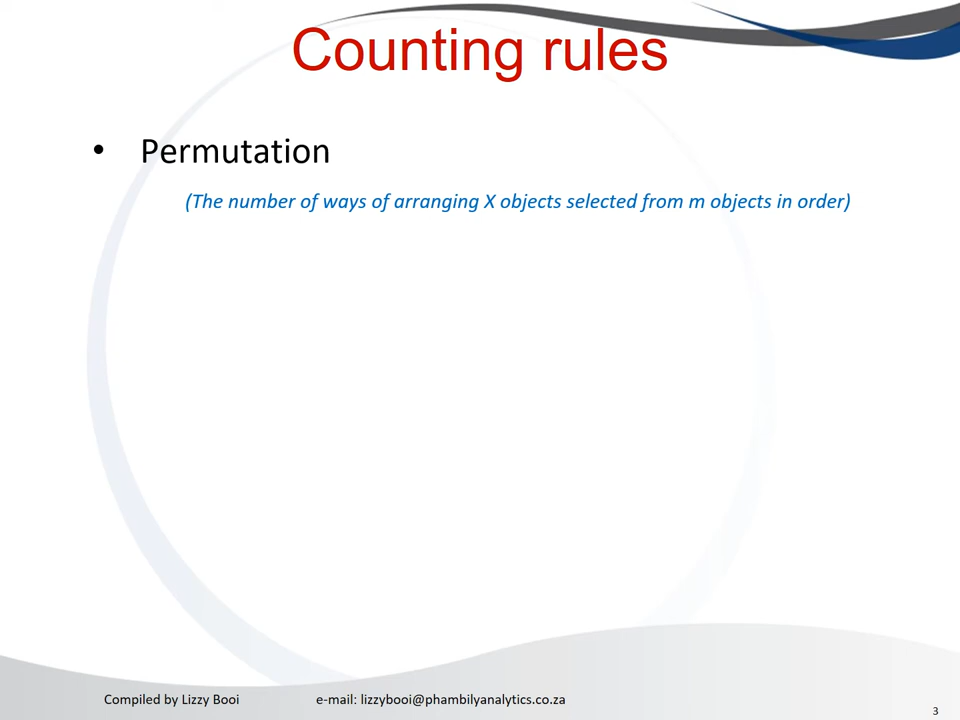 Counting rules
• Permutation
(The number of ways of arranging X objects selected from m objects in order)
Compiled by Lizzy Booi e-mail: lizzybooi@phambilyanalytics.co.za
3